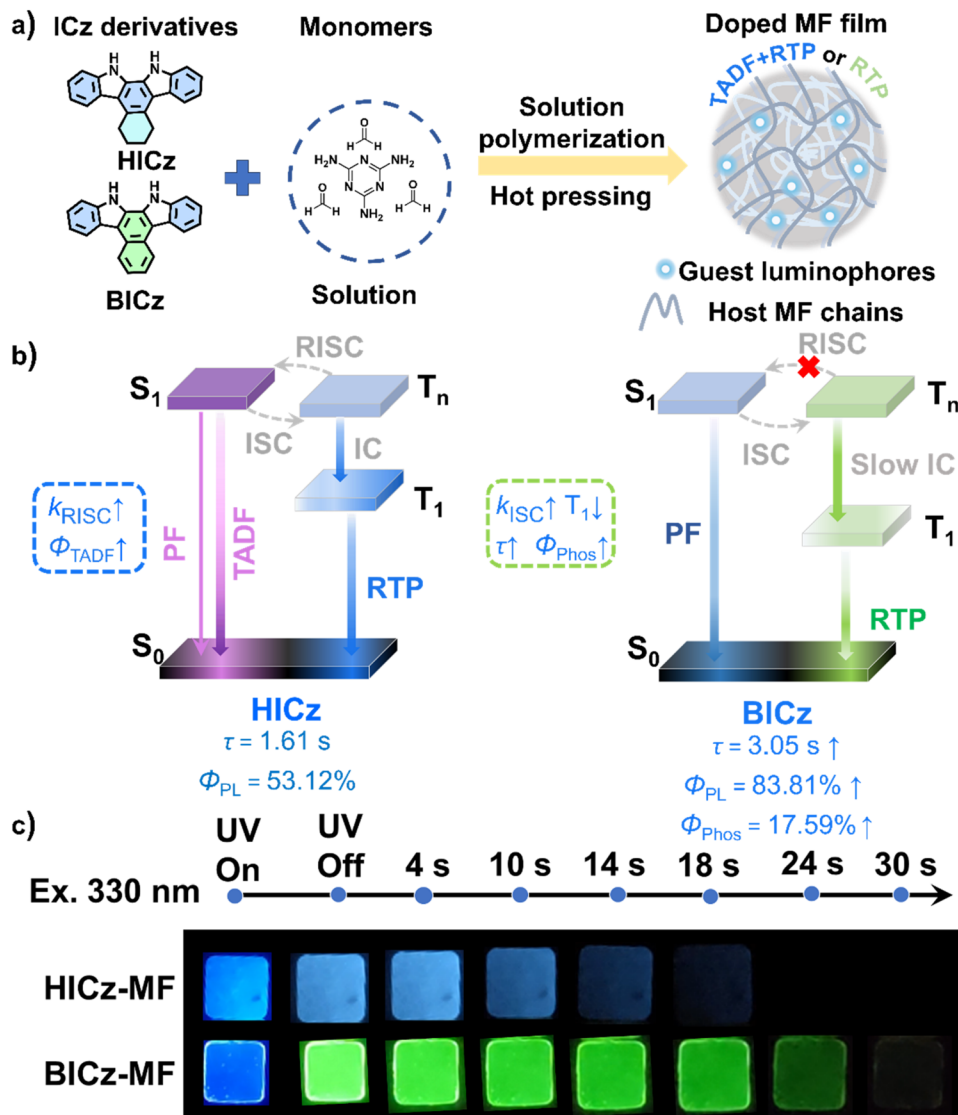 a)
ICz derivatives
Monomers
Doped MF film
H
N
H
N
HICz
H
N
H
N
BICz
O
H H
H2N
N
NH2
N N
O
H H
O
H H
NH2
Solution
Solution
polymerization
Hot pressing
TADF+RTP or RTP
Guest luminophores
Host MF chains
b)
RISC
S1
Tn
ISC
IC
T1
kRISC↑
ΦTADF↑
PF
TADF
RTP
S0
HICz
τ = 1.61 s
ΦPL = 53.12%
RISC
S1
Tn
ISC
Slow IC
T1
kISC↑ T1↓
τ↑ ΦPhos↑
PF
RTP
S0
BICz
τ = 3.05 s ↑
ΦPL = 83.81% ↑
ΦPhos = 17.59% ↑
c)
UV
On
UV
Off
4 s
10 s
14 s
18 s
24 s
30 s
Ex. 330 nm
HICz-MF
BICz-MF